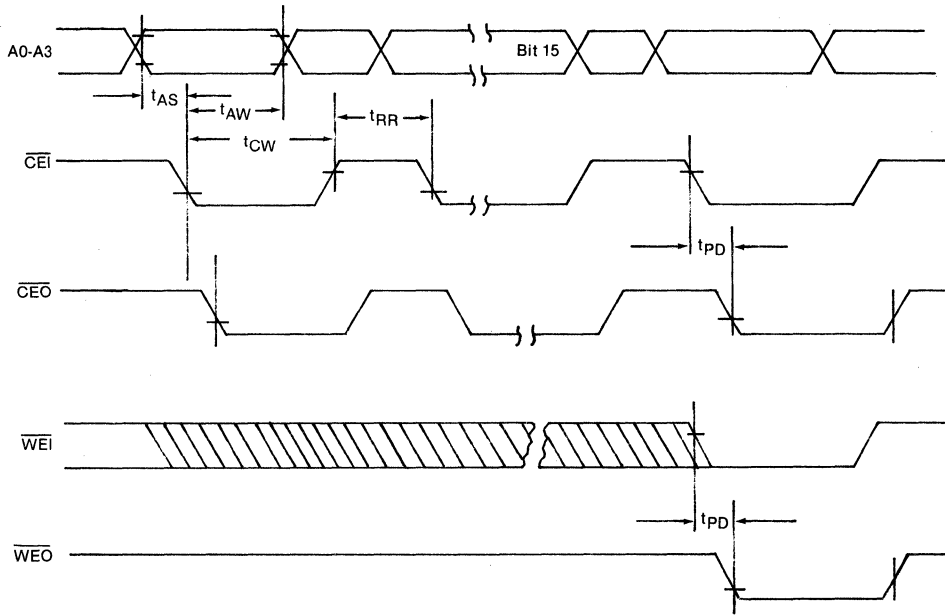 A0-A3
Bit 15
tAS
tAW
tRR
tCW
CEI
tPD
CEO
WEI
tPD
WEO